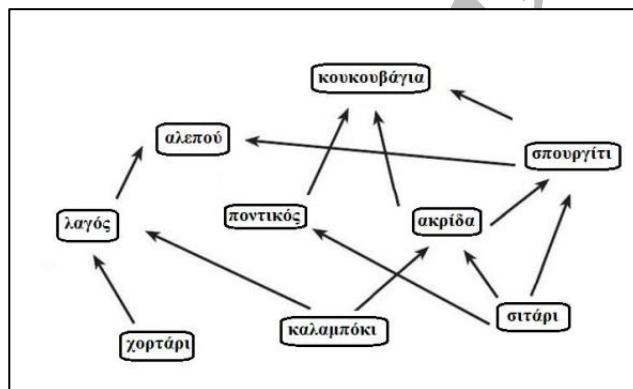 κουκουβάγια
αλεπού
σπουργίτι
λαγός
ποντικός
ακρίδα
σιτάρι
καλαμπόκι
χορτάρι